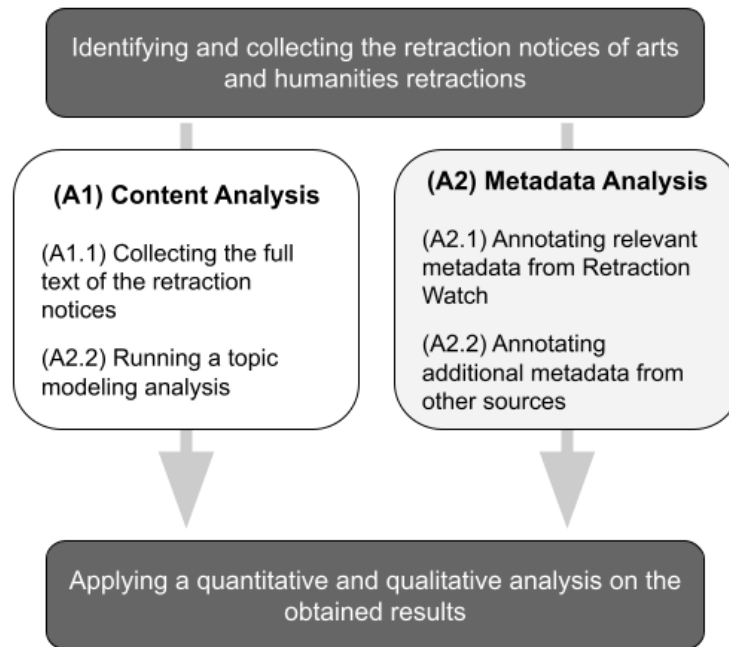 Identifying and collecting the retraction notices of arts
and humanities retractions
(A1) Content Analysis
(A1.1) Collecting the full
text of the retraction
notices
(A2.2) Running a topic
modeling analysis
(A2) Metadata Analysis
(A2.1) Annotating relevant
metadata from Retraction
Watch
(A2.2) Annotating
additional metadata from
other sources
Applying a quantitative and qualitative analysis on the
obtained results